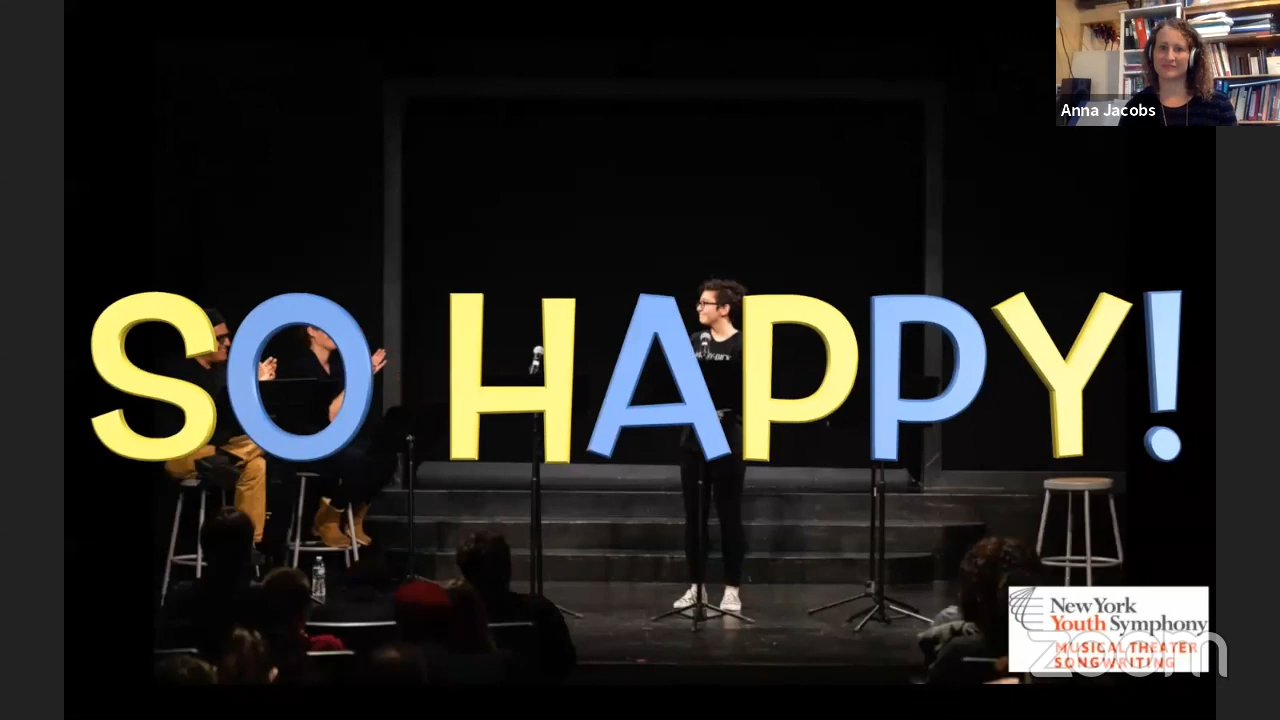 Anna Jacobs
SO HAPPY!
New York
Youth Symphony
MUSICAL THEATER
SONGWRITING
zoom